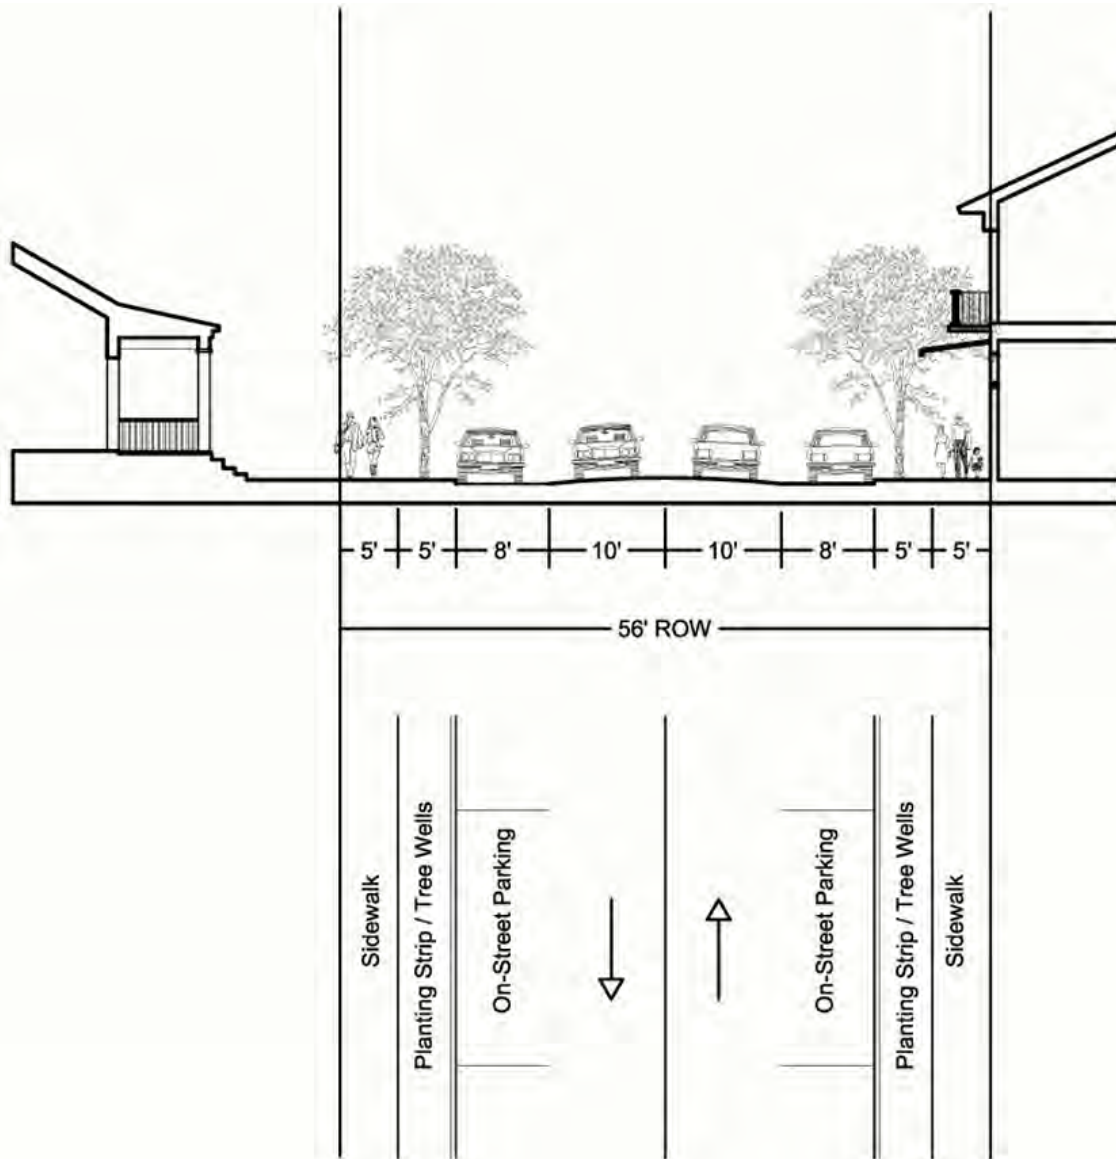 5' 5' 8' 10' 10' 8' 5' 5'
56' ROW
Sidewalk
Planting Strip / Tree Wells
On-Street Parking
On-Street Parking
Planting Strip / Tree Wells
Sidewalk